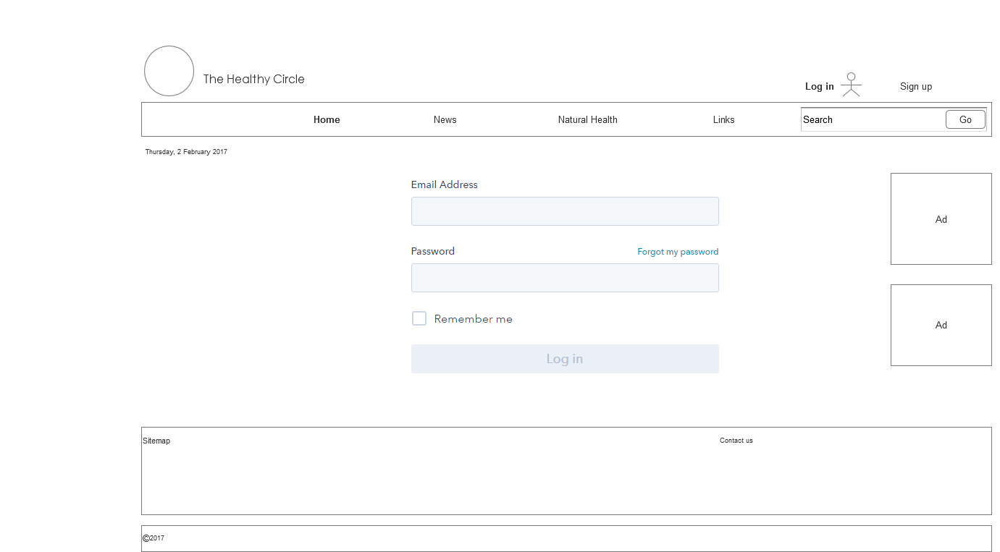 The Healthy Circle
Log in
Sign up
Home
News
Natural Health
Links
Search
Go
Thursday, 2 February 2017
Email Address
Ad
Password
Forgot my password
Remember me
Ad
Log in
Sitemap
Contact us
©2017